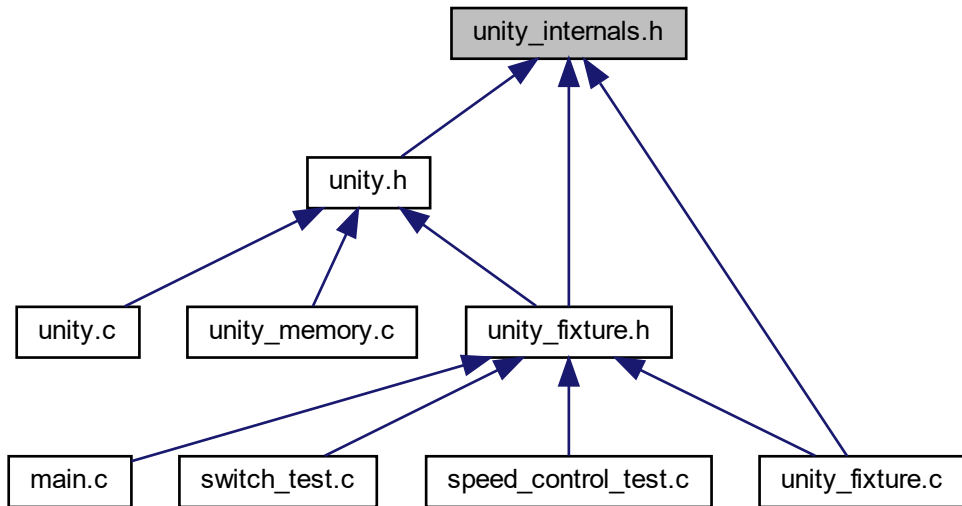 unity_internals.h
unity.h
unity.c
unity_memory.c
unity_fixture.h
main.c
switch_test.c
speed_control_test.c
unity_fixture.c